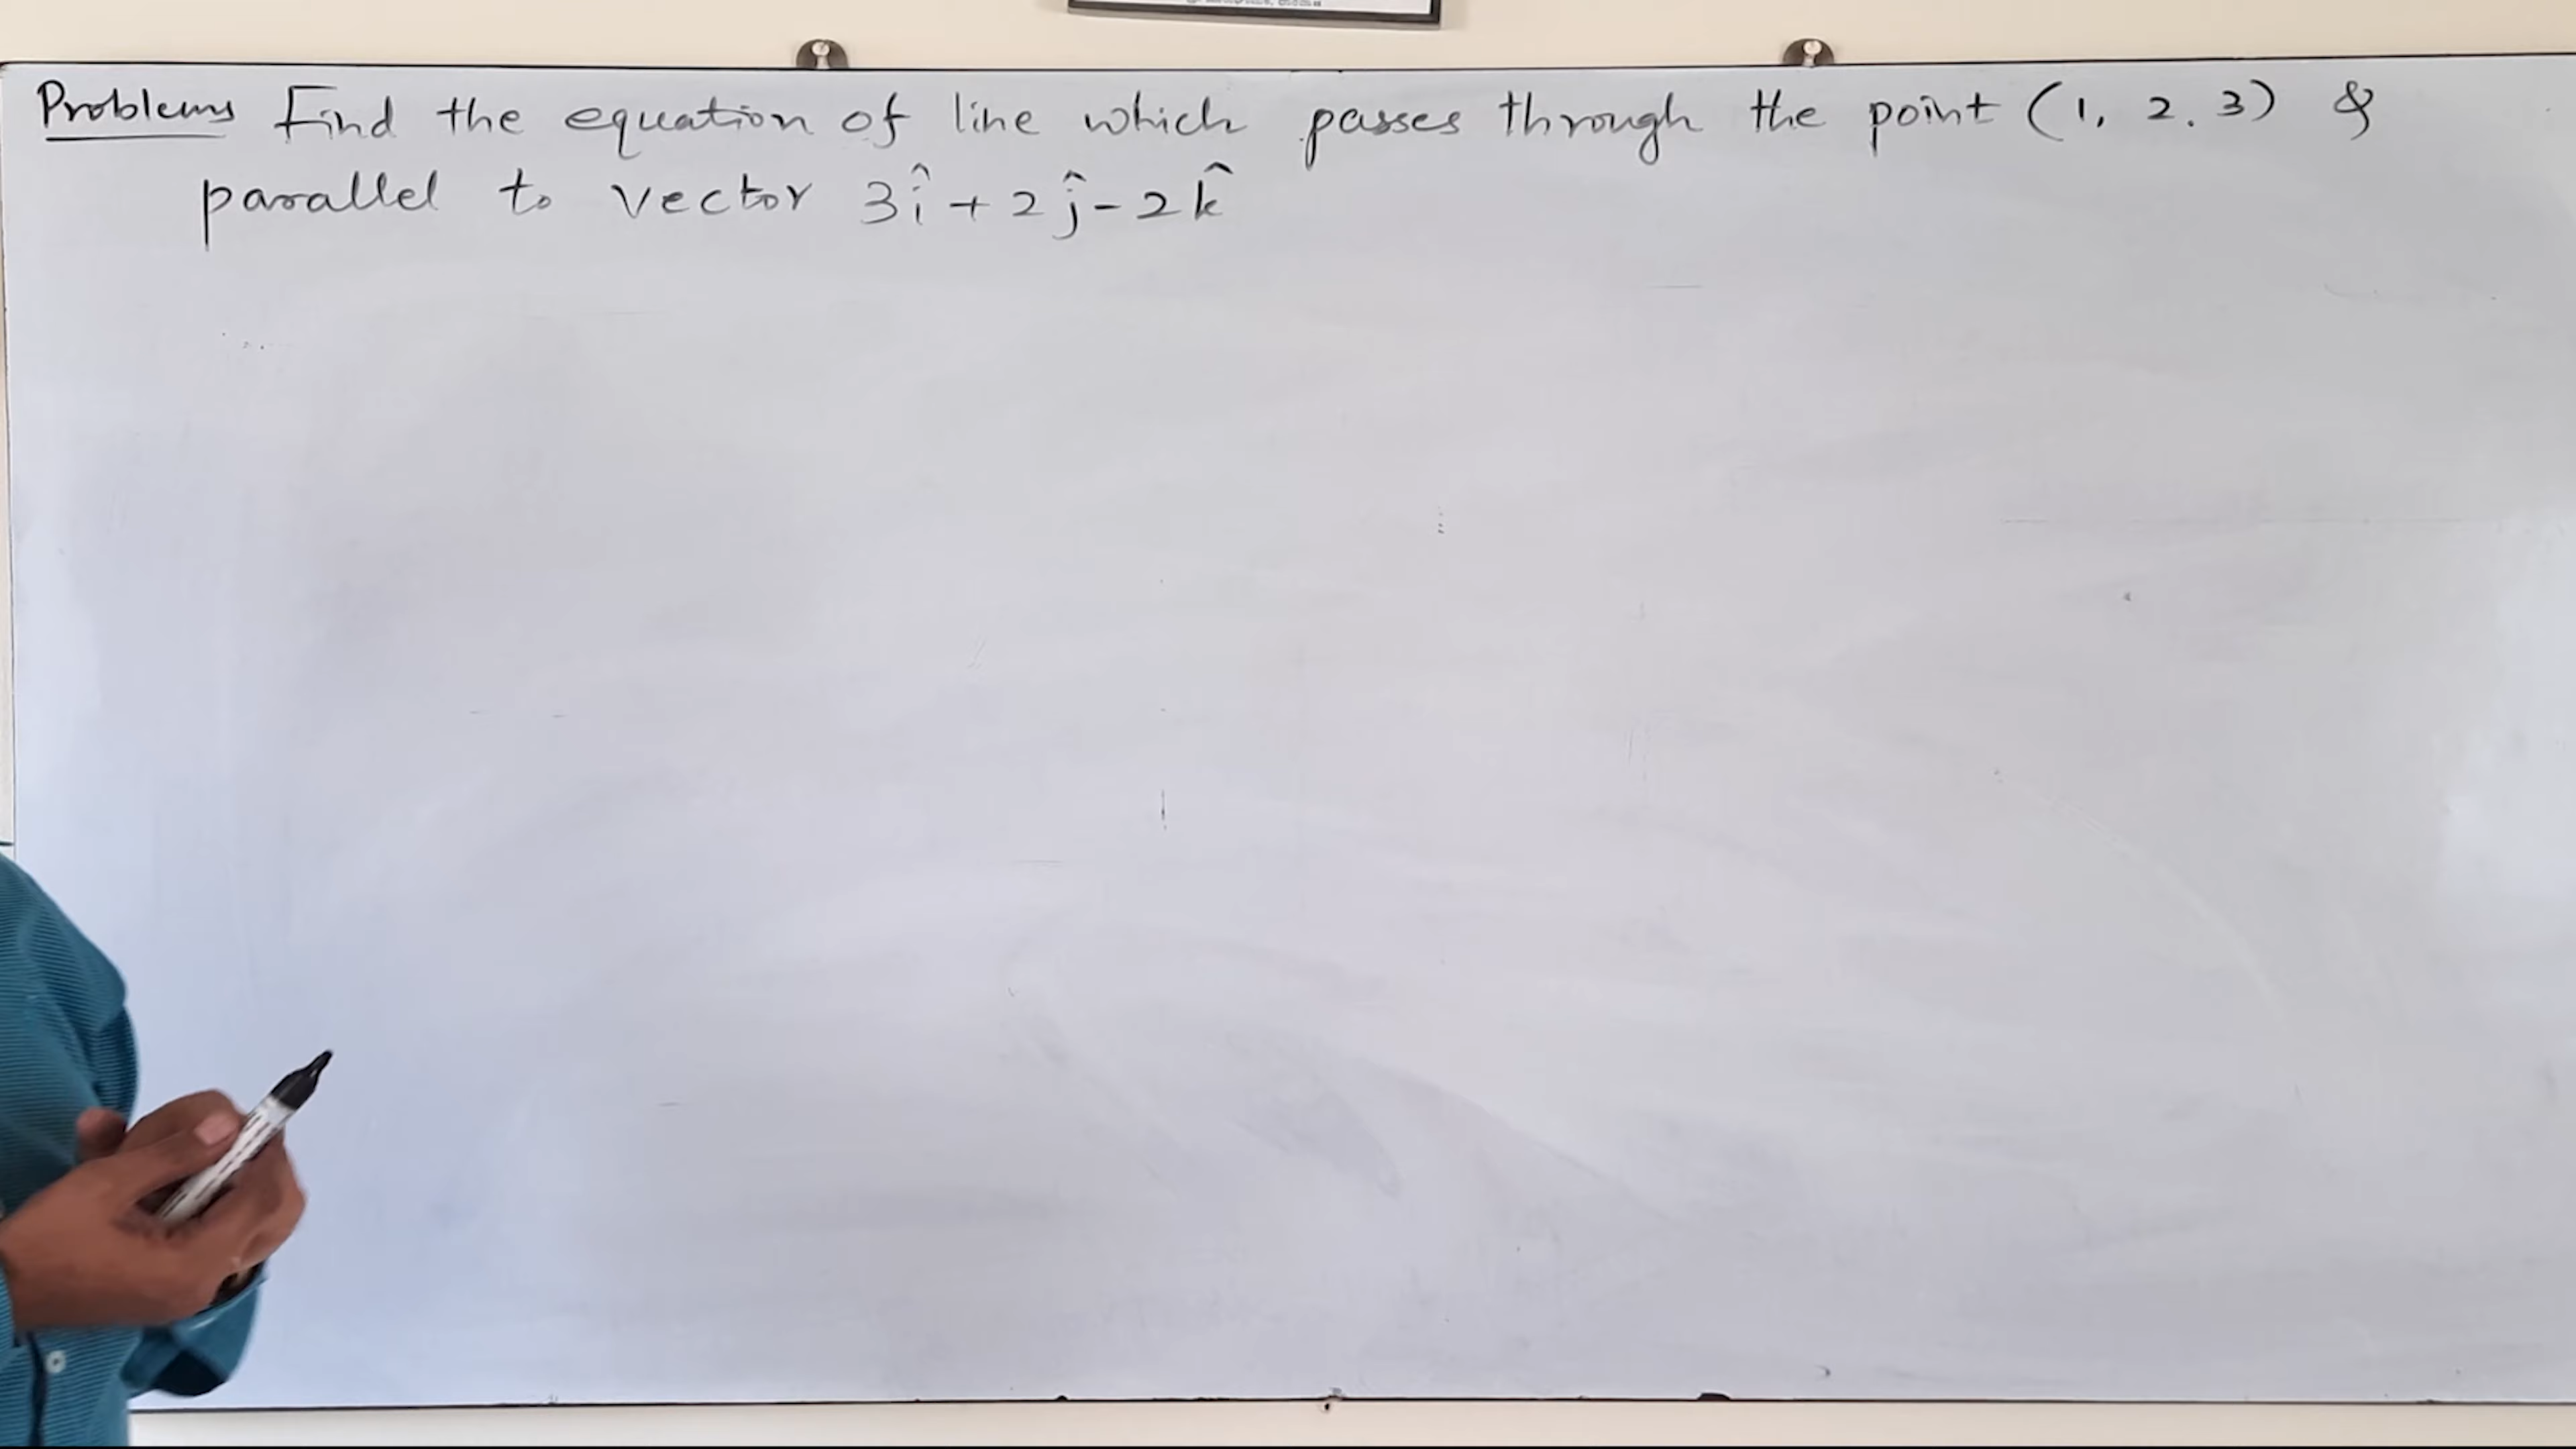 Problems Find the equation of line which passes through the point (1, 2. 3) &
parallel to vector 3î + 2ĵ - 2k̂